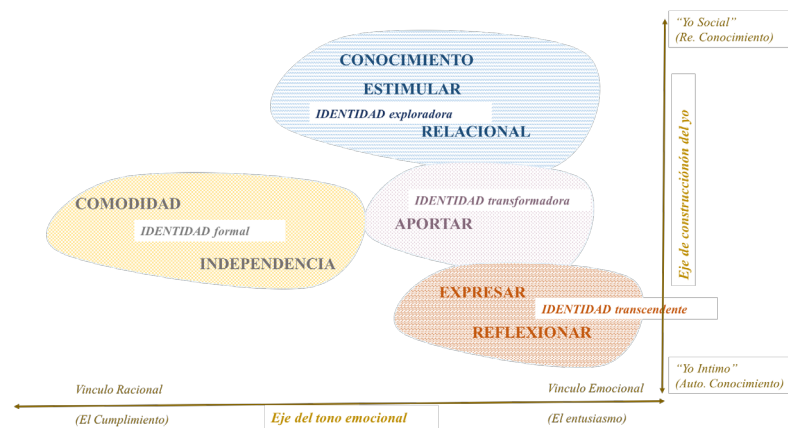 “Yo Social”
(Re. Conocimiento)
CONOCIMIENTO
ESTIMULAR
IDENTIDAD exploradora
RELACIONAL
Eje de construcciónón del yo
COMODIDAD
IDENTIDAD formal
INDEPENDENCIA
IDENTIDAD transformadora
APORTAR
EXPRESAR
IDENTIDAD transcendente
REFLEXIONAR
“Yo Intimo”
(Auto. Conocimiento)
Vinculo Racional
Vinculo Emocional
(El Cumplimiento)
Eje del tono emocional
(El entusiasmo)